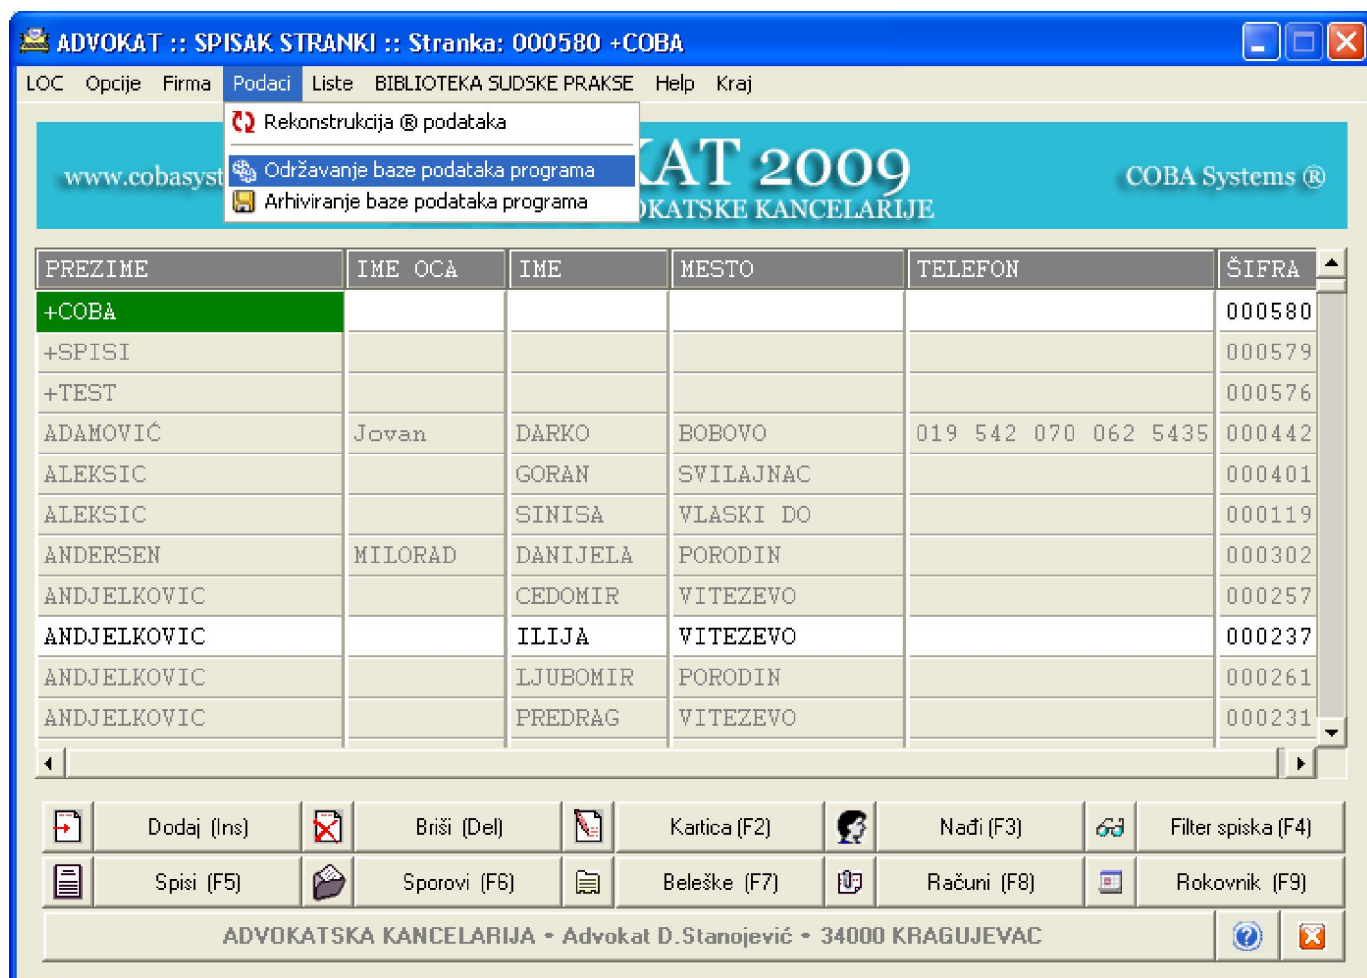 ADVOKAT :: SPISAK STRANKI :: Stranka: 000580 +COBA
LOC Opcije Firma Podaci Liste BIBLIOTEKA SUDSKE PRAKSE Help Kraj
Rekonstrukcija ® podataka
Održavanje baze podataka programa
Arhiviranje baze podataka programa
www.cobasyst KAT 2009 COBA Systems ®
OKATSKE KANCELARIJE
PREZIME IME OCA IME MESTO TELEFON ŠIFRA
+COBA 000580
+SPISI 000579
+TEST 000576
ADAMOVIĆ Jovan DARKO BOBOVO 019 542 070 062 5435 000442
ALEKSIC GORAN SVILAJNAC 000401
ALEKSIC SINISA VLASKI DO 000119
ANDERSEN MILORAD DANIJELA PORODIN 000302
ANDJELKOVIC CEDOMIR VITEZEVO 000257
ANDJELKOVIC ILIJA VITEZEVO 000237
ANDJELKOVIC LJUBOMIR PORODIN 000261
ANDJELKOVIC PREDRAG VITEZEVO 000231
Dodaj (Ins) Briši (Del) Kartica (F2) Nađi (F3) Filter spiska (F4)
Spisi (F5) Sporovi (F6) Beleške (F7) Računi (F8) Rokovnik (F9)
ADVOKATSKA KANCELARIJA • Advokat D.Stanojević • 34000 KRAGUJEVAC